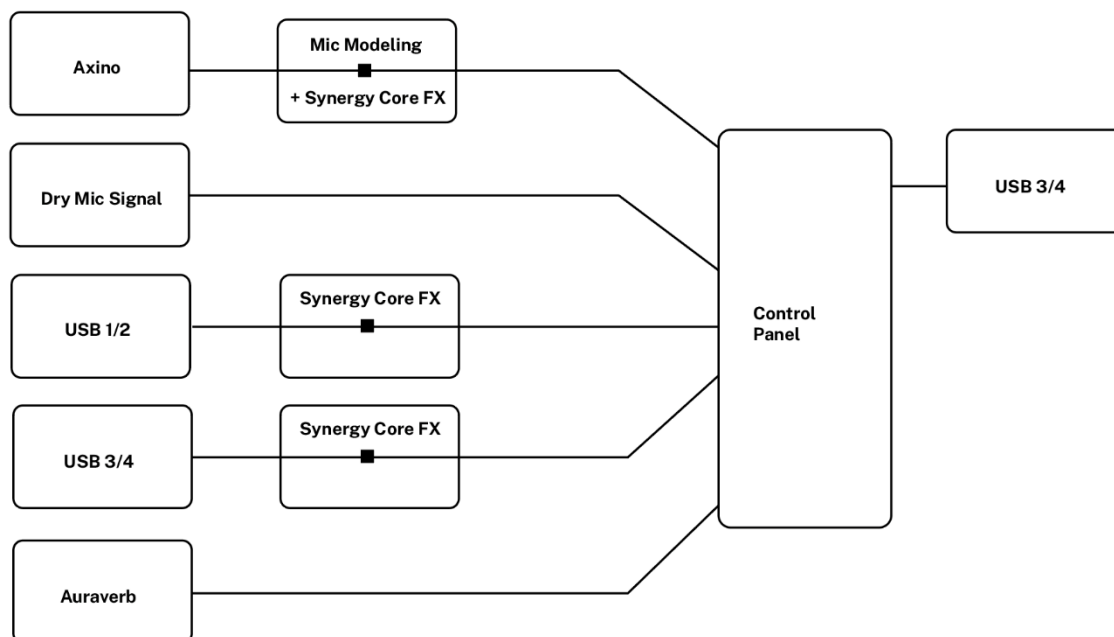 Axino
Mic Modeling
+ Synergy Core FX
Dry Mic Signal
USB 1/2
Synergy Core FX
USB 3/4
Synergy Core FX
Auraverb
Control
Panel
USB 3/4